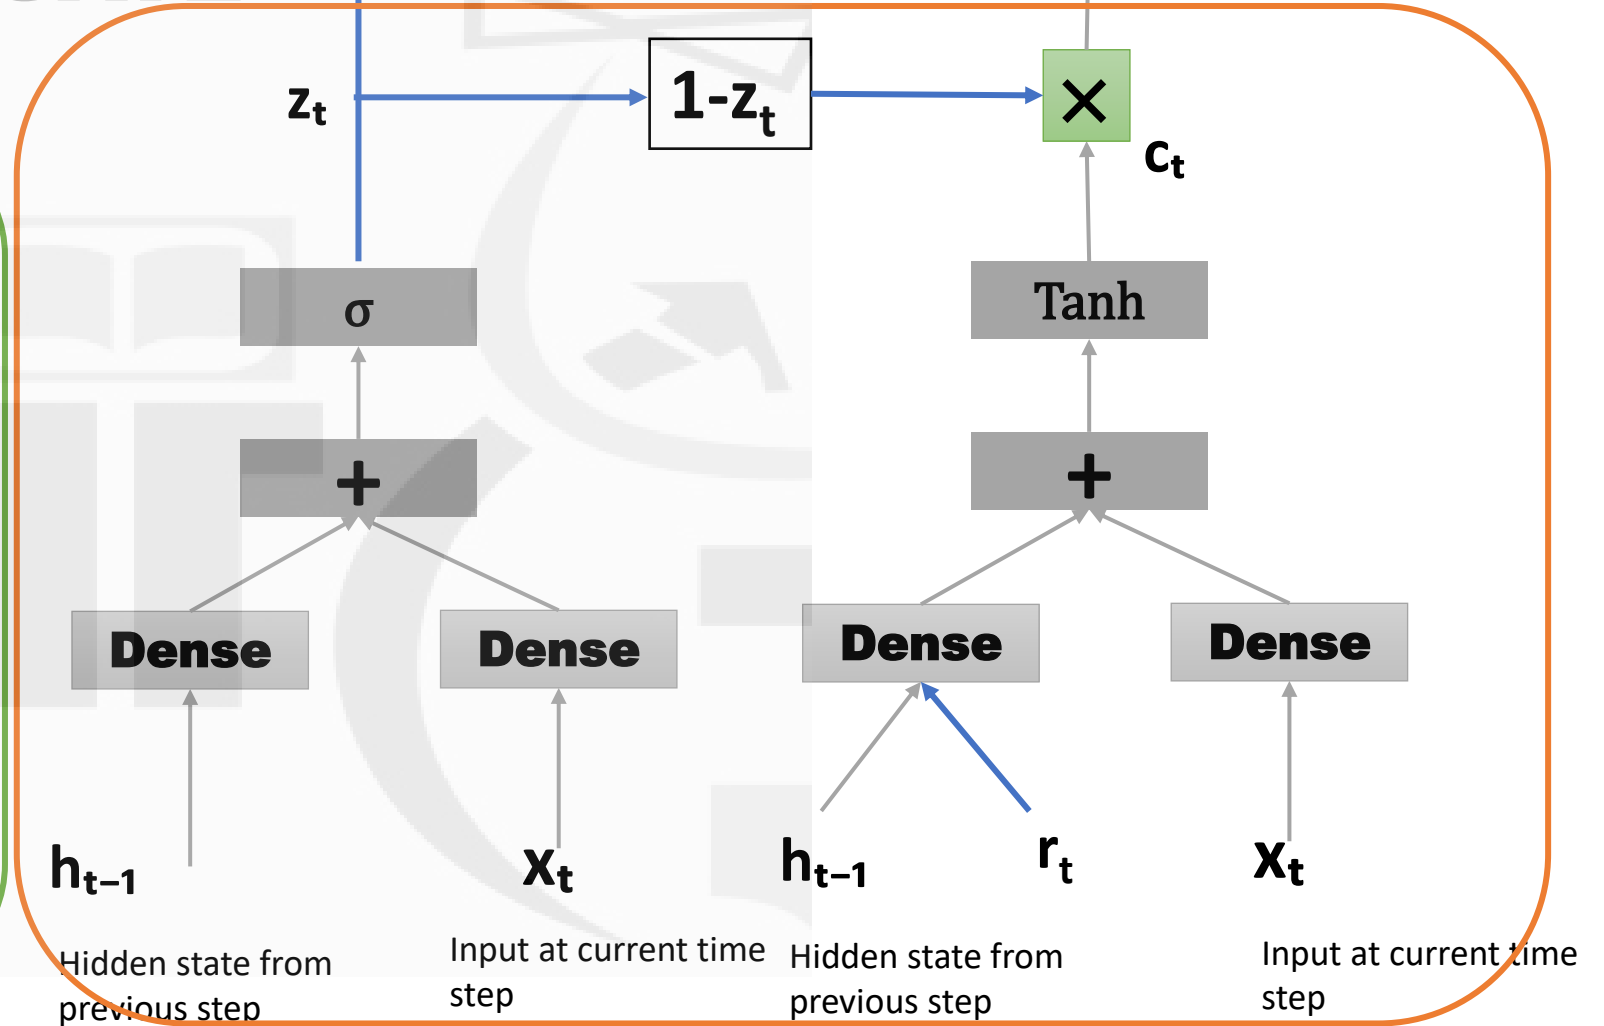 zₜ
1-zₜ
×
cₜ
σ
Tanh
+
+
Dense
Dense
Dense
Dense
hₜ₋₁
xₜ
hₜ₋₁
rₜ
xₜ
Hidden state from
previous step
Input at current time
step
Hidden state from
previous step
Input at current time
step